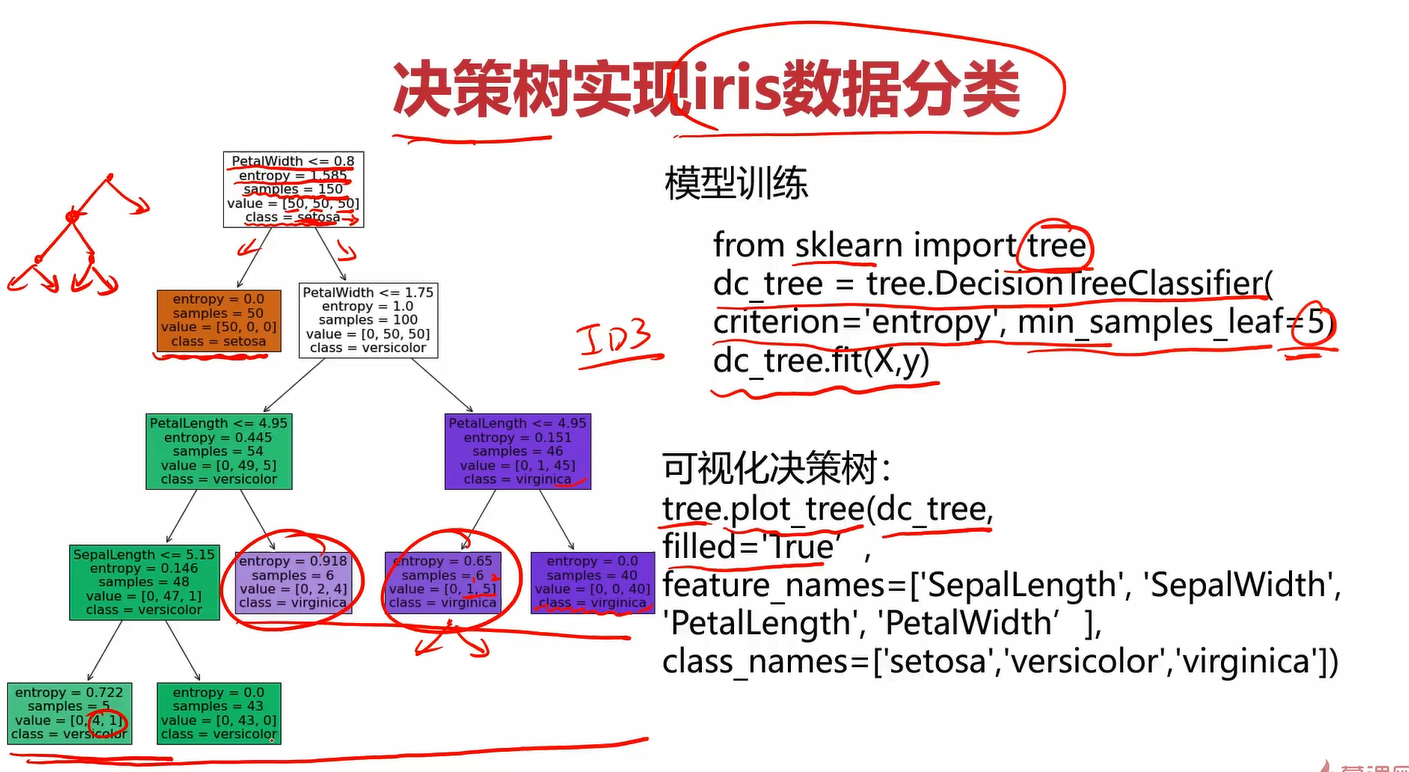 决策树实现iris数据分类
PetalWidth <= 0.8
entropy = 1.585
samples = 150
value = [50, 50, 50]
class = setosa
entropy = 0.0
samples = 50
value = [50, 0, 0]
class = setosa
PetalWidth <= 1.75
entropy = 1.0
samples = 100
value = [0, 50, 50]
class = versicolor
PetalLength <= 4.95
entropy = 0.445
samples = 54
value = [0, 49, 5]
class = versicolor
PetalLength <= 4.95
entropy = 0.151
samples = 46
value = [0, 1, 45]
class = virginica
SepalLength <= 5.15
entropy = 0.146
samples = 48
value = [0, 47, 1]
class = versicolor
entropy = 0.918
samples = 6
value = [0, 2, 4]
class = virginica
entropy = 0.65
samples = 6
value = [0, 1, 5]
class = virginica
entropy = 0.0
samples = 40
value = [0, 0, 40]
class = virginica
entropy = 0.722
samples = 5
value = [0, 4, 1]
class = versicolor
entropy = 0.0
samples = 43
value = [0, 43, 0]
class = versicolor
ID3
模型训练
from sklearn import tree
dc_tree = tree.DecisionTreeClassifier(
criterion='entropy', min_samples_leaf=5)
dc_tree.fit(X,y)
可视化决策树：
tree.plot_tree(dc_tree,
filled='True’,
feature_names=['SepalLength', 'SepalWidth',
'PetalLength', 'PetalWidth’],
class_names=['setosa','versicolor','virginica'])